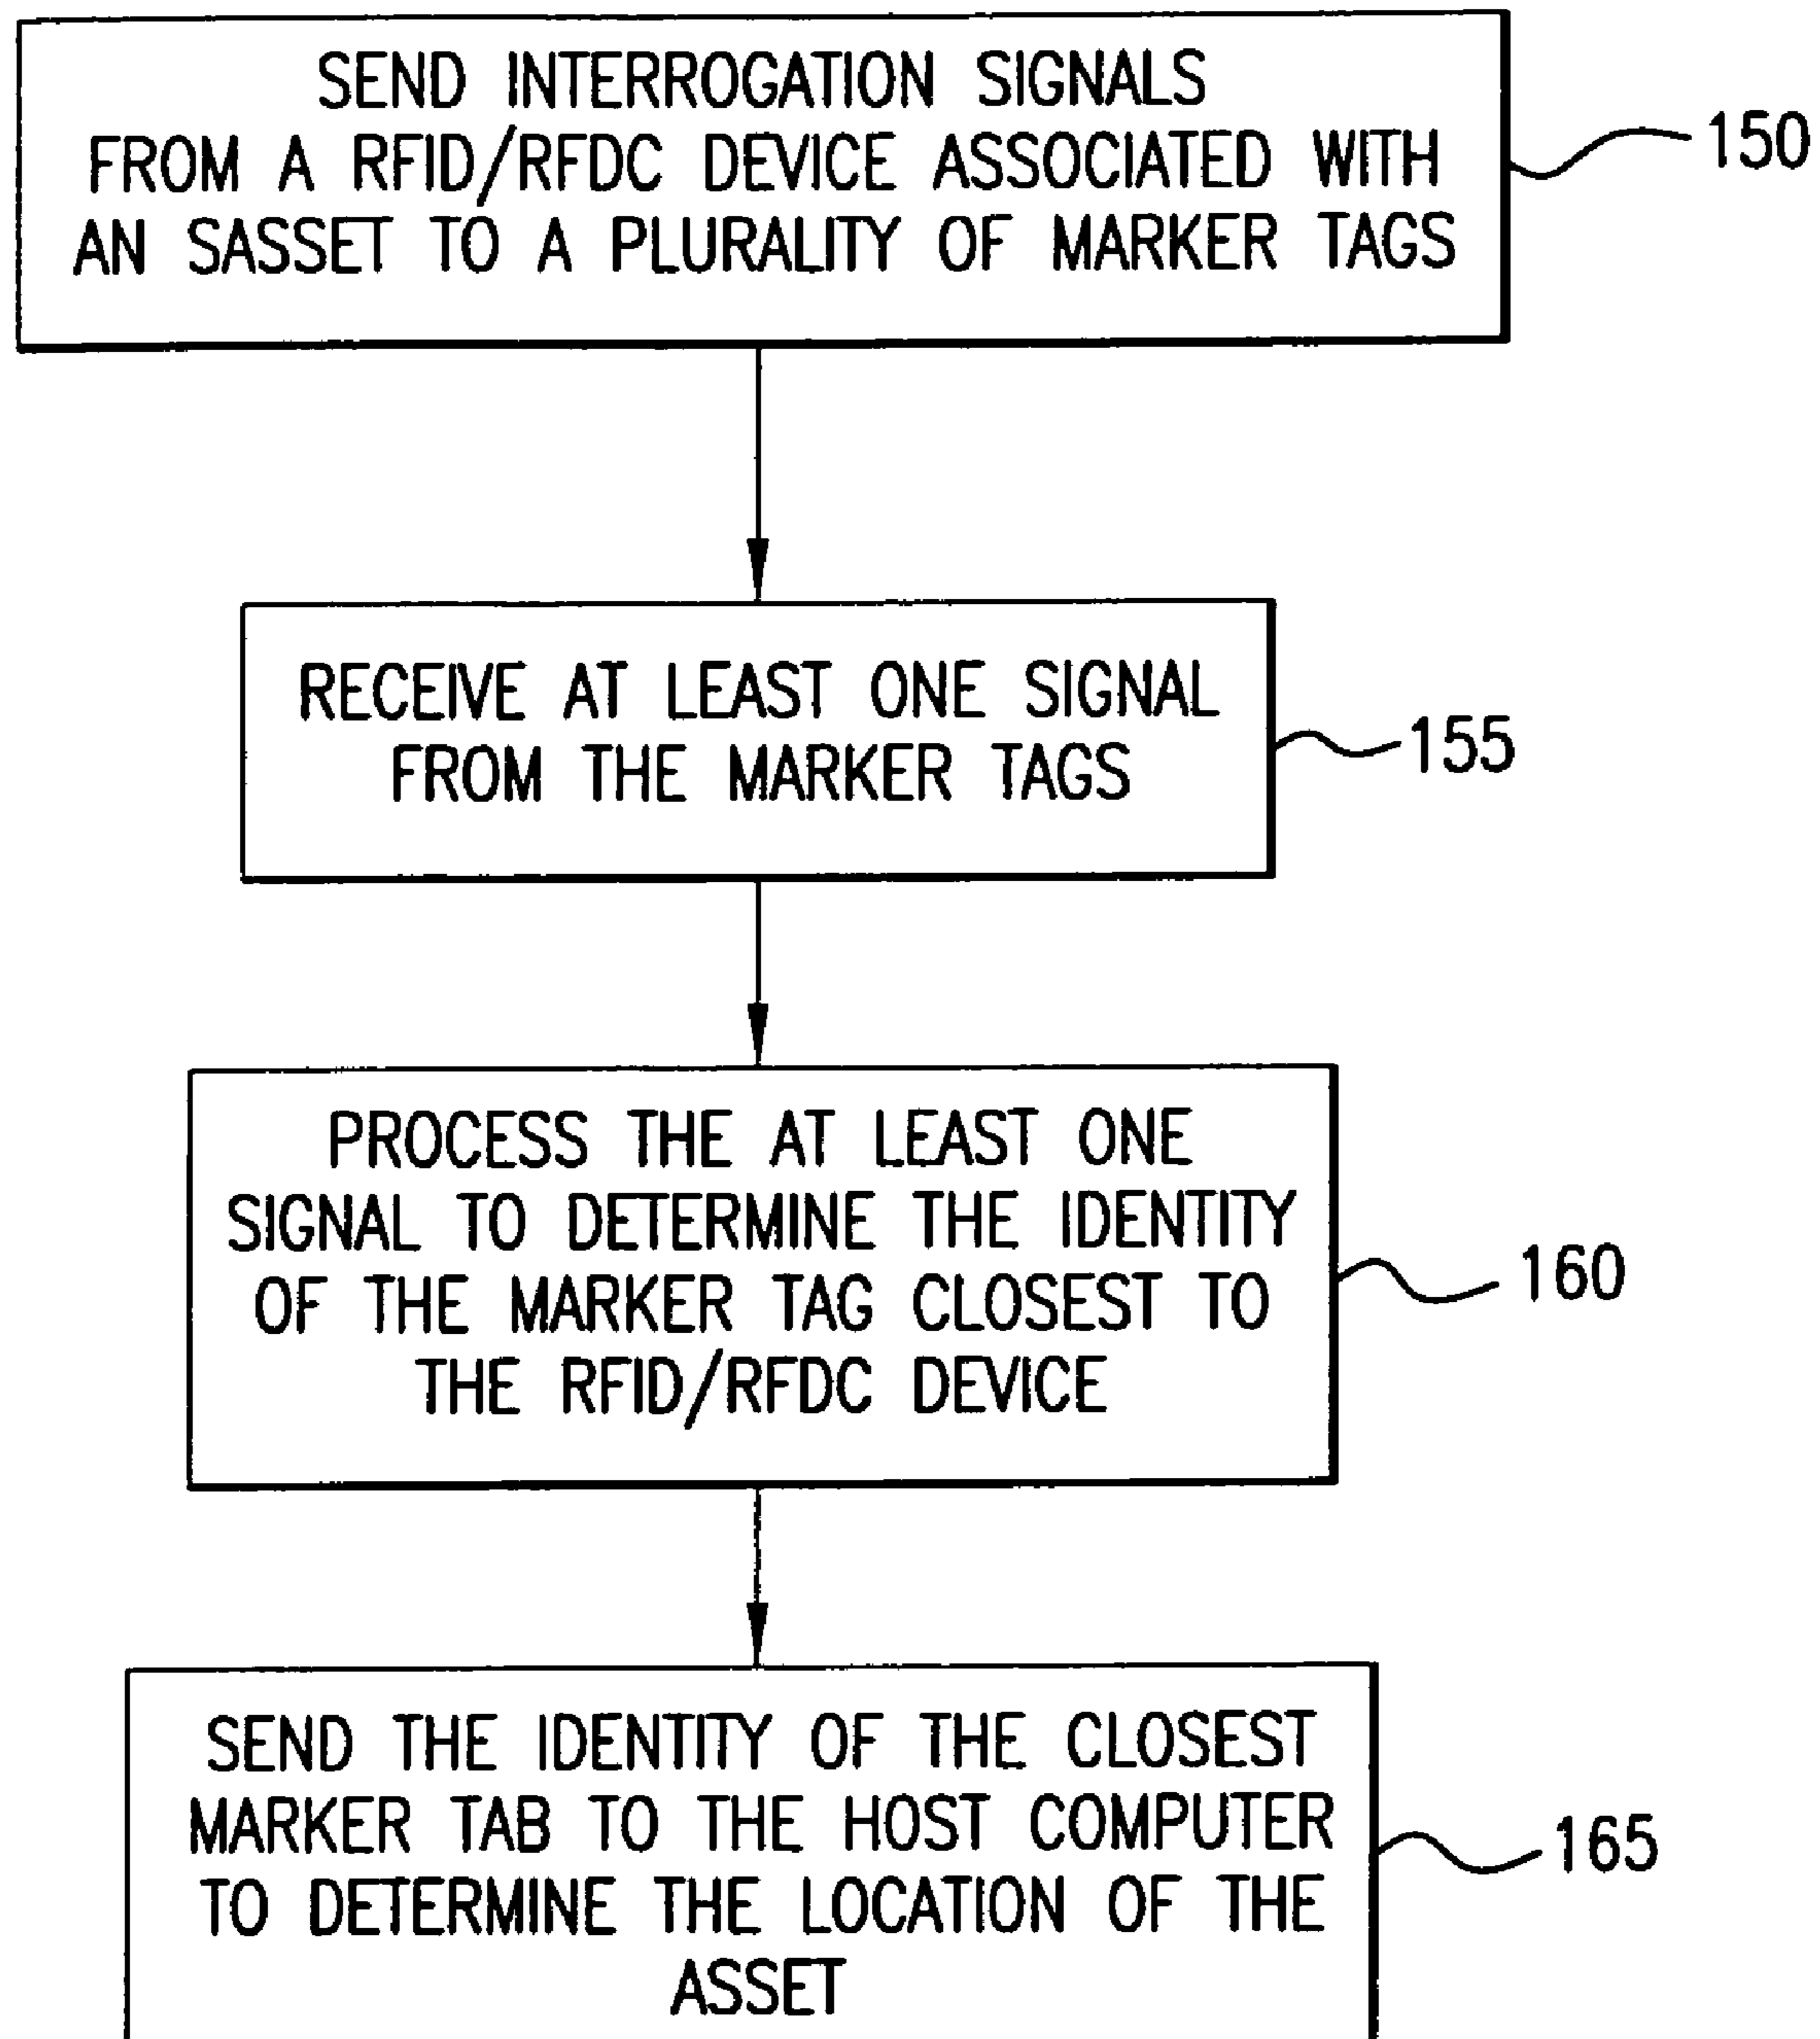 SEND INTERROGATION SIGNALS
FROM A RFID/RFDC DEVICE ASSOCIATED WITH
AN SASSET TO A PLURALITY OF MARKER TAGS
150
RECEIVE AT LEAST ONE SIGNAL
FROM THE MARKER TAGS
155
PROCESS THE AT LEAST ONE
SIGNAL TO DETERMINE THE IDENTITY
OF THE MARKER TAG CLOSEST TO
THE RFID/RFDC DEVICE
160
SEND THE IDENTITY OF THE CLOSEST
MARKER TAB TO THE HOST COMPUTER
TO DETERMINE THE LOCATION OF THE
ASSET
165